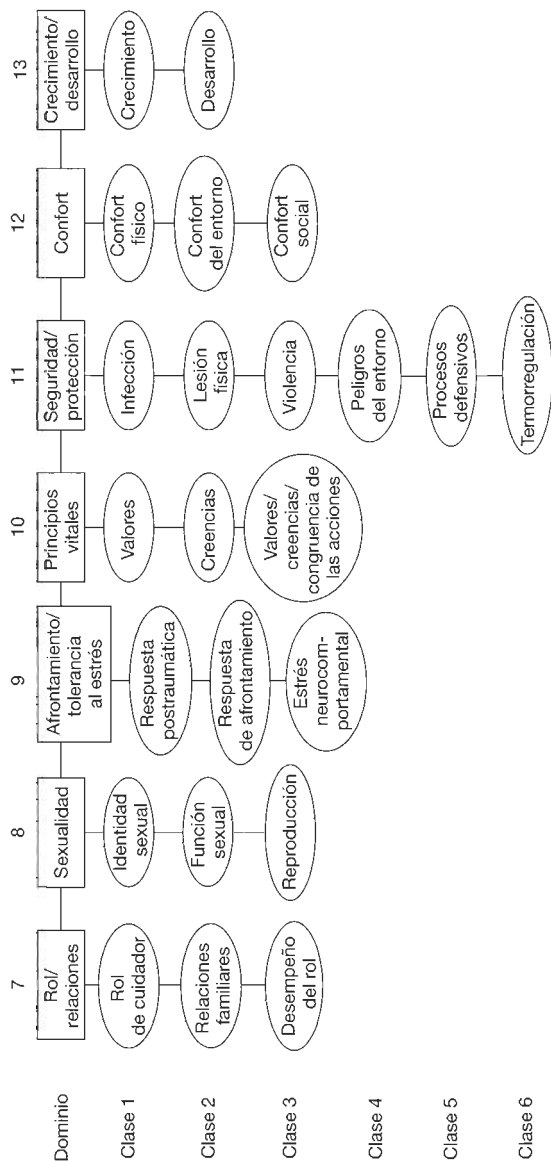 7
8
9
10
11
12
13
Dominio
Rol/
relaciones
Sexualidad
Afrontamiento/
tolerancia
al estrés
Principios
vitales
Seguridad/
protección
Confort
Crecimiento/
desarrollo
Clase 1
Rol
de cuidador
Identidad
sexual
Respuesta
postraumática
Valores
Infección
Confort
físico
Crecimiento
Clase 2
Relaciones
familiares
Función
sexual
Respuesta
de afrontamiento
Creencias
Lesión
física
Confort
del entorno
Desarrollo
Clase 3
Desempeño
del rol
Reproducción
Estrés
neurocom-
portamental
Valores/
creencias/
congruencia de
las acciones
Violencia
Confort
social
Clase 4
Peligros
del entorno
Clase 5
Procesos
defensivos
Clase 6
Termorregulación